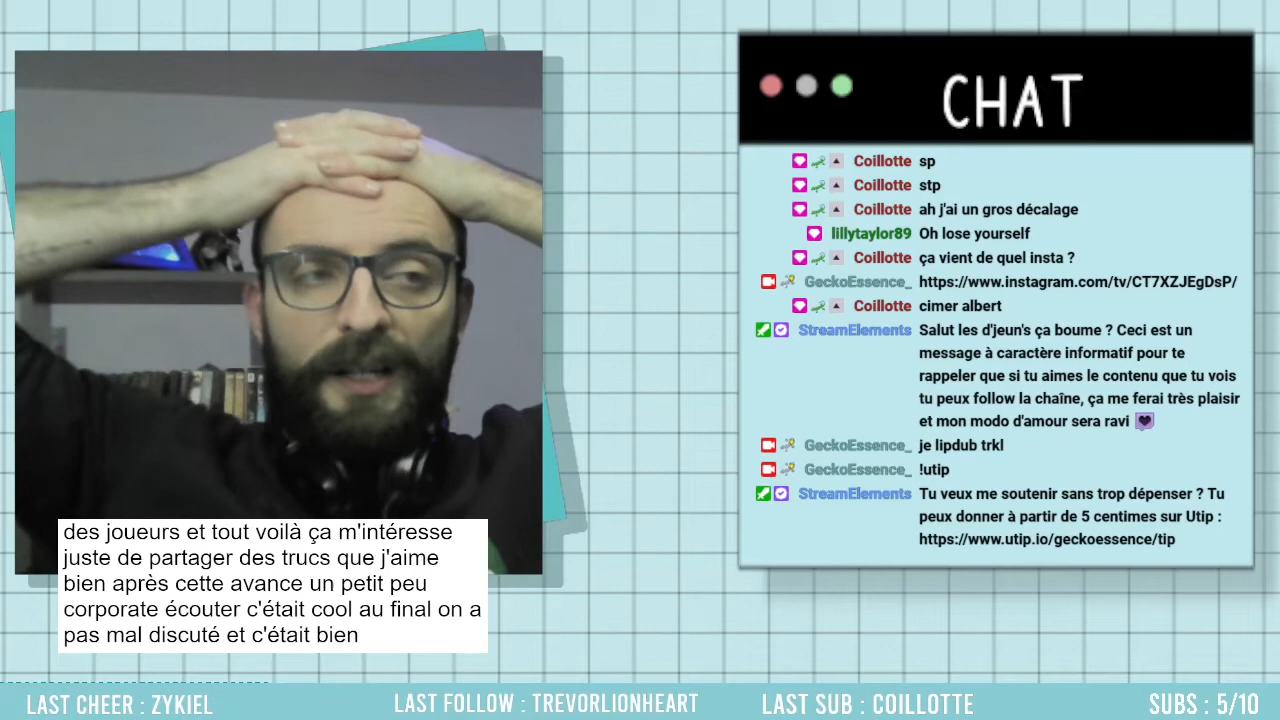 CHAT
Coillotte sp
Coillotte stp
Coillotte ah j'ai un gros décalage
lillytaylor89 Oh lose yourself
Coillotte ça vient de quel insta ?
GeckoEssence_ https://www.instagram.com/tv/CT7XZJEgDsP/
Coillotte cimer albert
StreamElements Salut les d'jeun's ça boume ? Ceci est un
message à caractère informatif pour te
rappeler que si tu aimes le contenu que tu vois
tu peux follow la chaîne, ça me ferai très plaisir
et mon modo d'amour sera ravi
GeckoEssence_ je lipdub trkl
GeckoEssence_ !utip
StreamElements Tu veux me soutenir sans trop dépenser ? Tu
peux donner à partir de 5 centimes sur Utip :
https://www.utip.io/geckoessence/tip
des joueurs et tout voilà ça m'intéresse
juste de partager des trucs que j'aime
bien après cette avance un petit peu
corporate écouter c'était cool au final on a
pas mal discuté et c'était bien
LAST CHEER : ZYKIEL
LAST FOLLOW : TREVORLIONHEART
LAST SUB : COILLOTTE
SUBS : 5/10